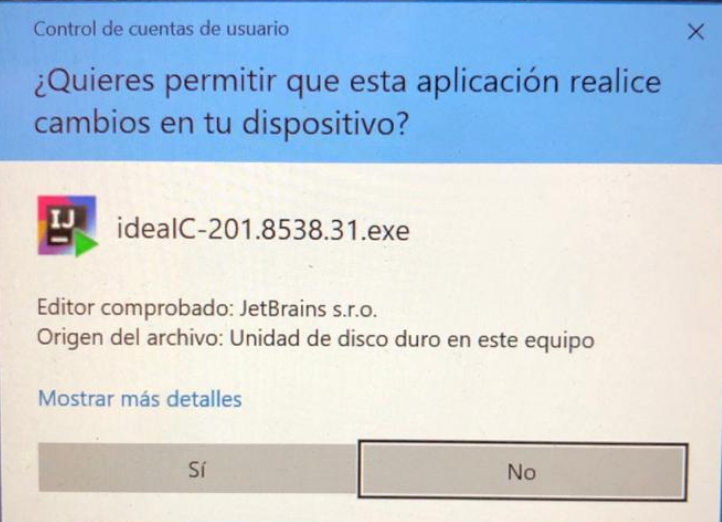 Control de cuentas de usuario
¿Quieres permitir que esta aplicación realice
cambios en tu dispositivo?
IJ
idealC-201.8538.31.exe
Editor comprobado: JetBrains s.r.o.
Origen del archivo: Unidad de disco duro en este equipo
Mostrar más detalles
Sí
No